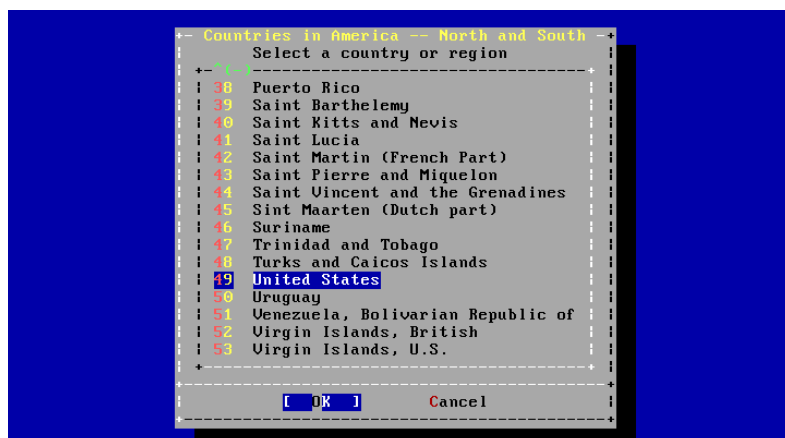 Countries in America -- North and South
Select a country or region
^(-)
38 Puerto Rico
39 Saint Barthelemy
40 Saint Kitts and Nevis
41 Saint Lucia
42 Saint Martin (French Part)
43 Saint Pierre and Miquelon
44 Saint Vincent and the Grenadines
45 Sint Maarten (Dutch part)
46 Suriname
47 Trinidad and Tobago
48 Turks and Caicos Islands
49 United States
50 Uruguay
51 Venezuela, Bolivarian Republic of
52 Virgin Islands, British
53 Virgin Islands, U.S.
[ OK ] Cancel